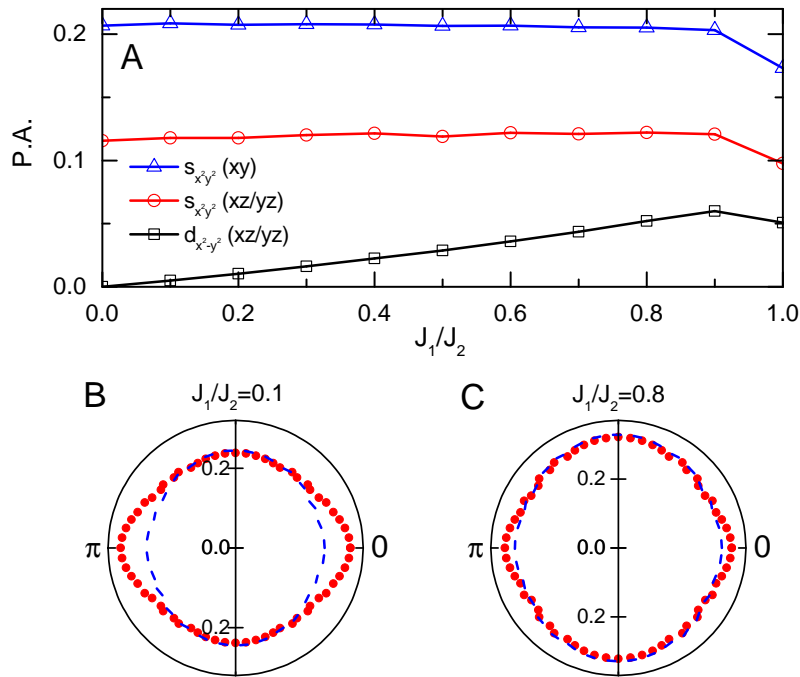 0.2
A
P.A.
0.1
s_{x²y²} (xy)
s_{x²y²} (xz/yz)
d_{x²-y²} (xz/yz)
0.0
0.0 0.2 0.4 0.6 0.8 1.0
J₁/J₂
B J₁/J₂=0.1
C J₁/J₂=0.8
0.2 0.2
π 0.0 0 π 0.0 0
0.2 0.2